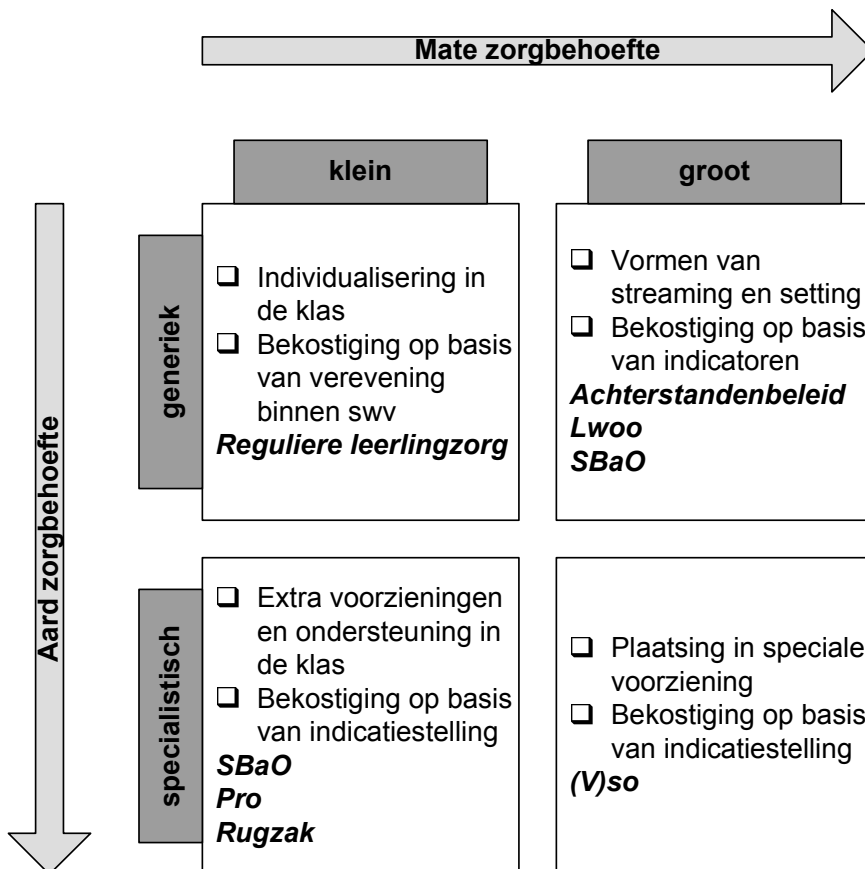 Mate zorgbehoefte
klein
groot
Aard zorgbehoefte
generiek
❑ Individualisering in
de klas
❑ Bekostiging op basis
van verevening
binnen swv
Reguliere leerlingzorg
❑ Vormen van
streaming en setting
❑ Bekostiging op basis
van indicatoren
Achterstandenbeleid
Lwoo
SBaO
specialistisch
❑ Extra voorzieningen
en ondersteuning in
de klas
❑ Bekostiging op basis
van indicatiestelling
SBaO
Pro
Rugzak
❑ Plaatsing in speciale
voorziening
❑ Bekostiging op basis
van indicatiestelling
(V)so